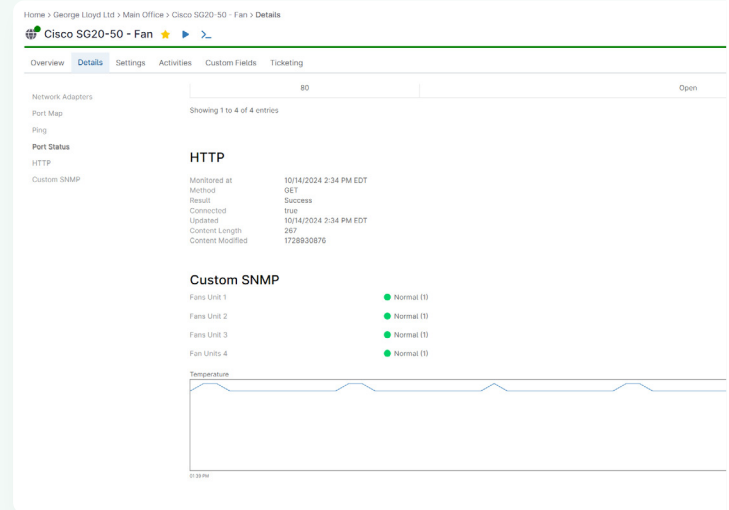 Home > George Lloyd Ltd > Main Office > Cisco SG20-50 - Fan > Details
Cisco SG20-50 - Fan
Overview Details Settings Activities Custom Fields Ticketing
Network Adapters
Port Map
Ping
Port Status
HTTP
Custom SNMP
80 Open
Showing 1 to 4 of 4 entries
HTTP
Monitored at 10/14/2024 2:34 PM EDT
Method GET
Result Success
Connected true
Updated 10/14/2024 2:34 PM EDT
Content Length 267
Content Modified 1728930876
Custom SNMP
Fans Unit 1 Normal (1)
Fans Unit 2 Normal (1)
Fans Unit 3 Normal (1)
Fan Units 4 Normal (1)
Temperature